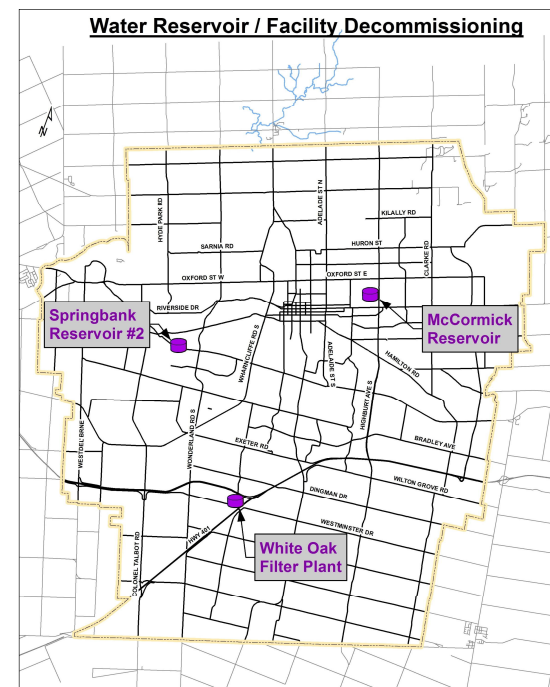 Water Reservoir / Facility Decommissioning
N
HYDE PARK RD
ADELAIDE ST N
KILALLY RD
SARNIA RD
HURON ST
CLARKE RD
OXFORD ST W
OXFORD ST E
RIVERSIDE DR
Springbank
Reservoir #2
McCormick
Reservoir
WHARNCLIFFE RD S
ADELAIDE ST S
HAMILTON RD
HIGHBURY AVE S
WESTDEL BRNE
WONDERLAND RD S
EXETER RD
BRADLEY AVE
WILTON GROVE RD
DINGMAN DR
WESTMINSTER DR
HWY 401
COLONEL TALBOT RD
White Oak
Filter Plant